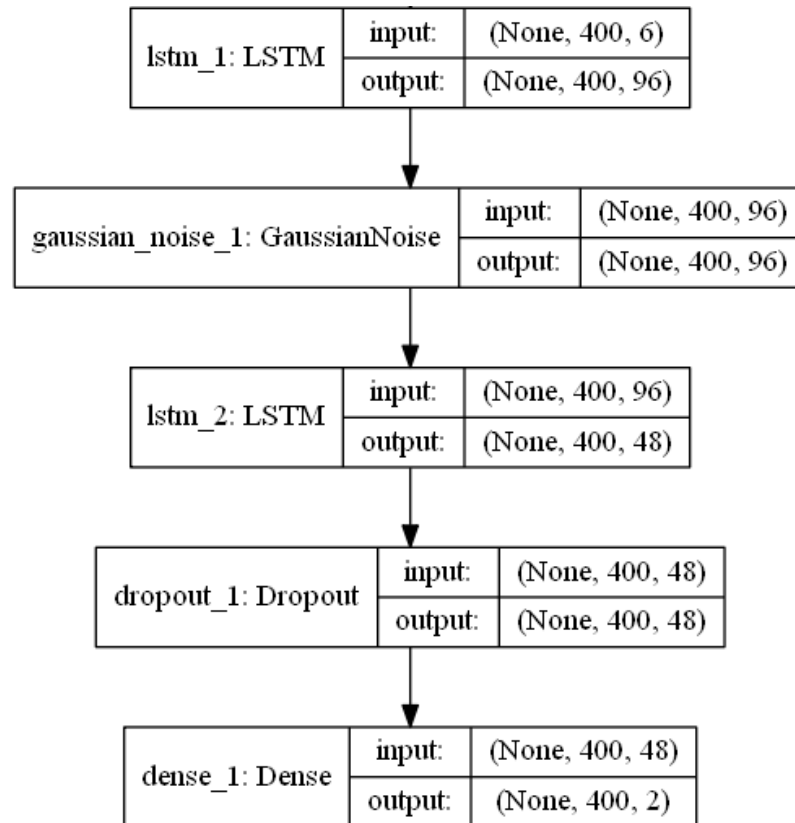 lstm_1: LSTM
input: (None, 400, 6)
output: (None, 400, 96)
gaussian_noise_1: GaussianNoise
input: (None, 400, 96)
output: (None, 400, 96)
lstm_2: LSTM
input: (None, 400, 96)
output: (None, 400, 48)
dropout_1: Dropout
input: (None, 400, 48)
output: (None, 400, 48)
dense_1: Dense
input: (None, 400, 48)
output: (None, 400, 2)